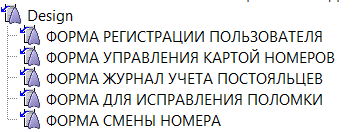 Design
ФОРМА РЕГИСТРАЦИИ ПОЛЬЗОВАТЕЛЯ
ФОРМА УПРАВЛЕНИЯ КАРТОЙ НОМЕРОВ
ФОРМА ЖУРНАЛ УЧЕТА ПОСТОЯЛЬЦЕВ
ФОРМА ДЛЯ ИСПРАВЛЕНИЯ ПОЛОМКИ
ФОРМА СМЕНЫ НОМЕРА